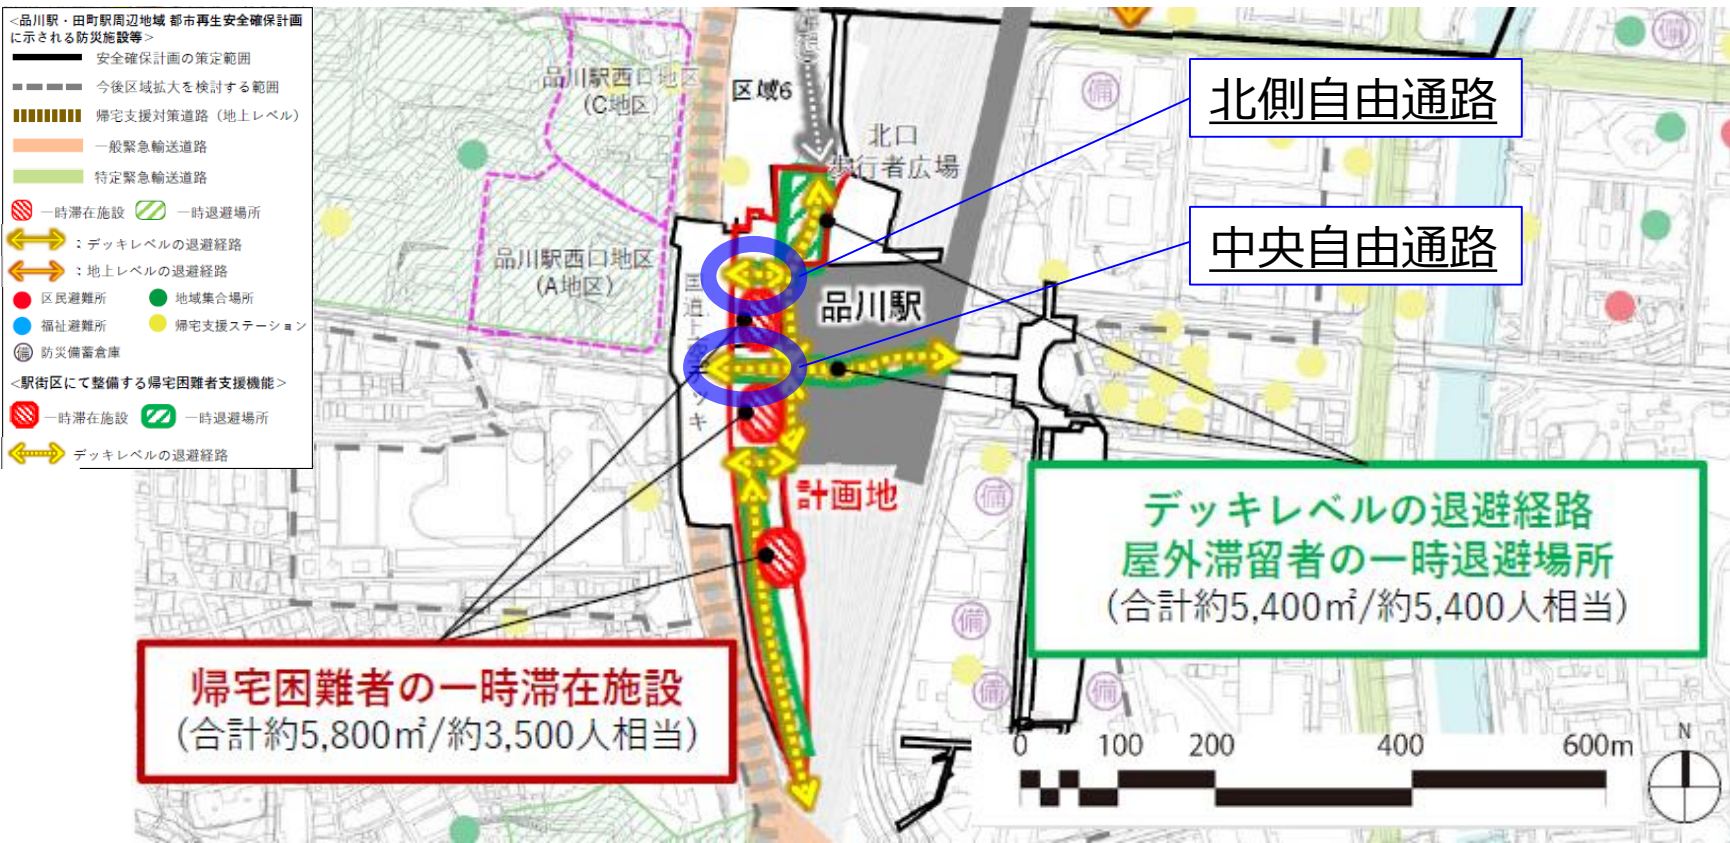 <品川駅・田町駅周辺地域 都市再生安全確保計画
に示される防災施設等>
安全確保計画の策定範囲
今後区域拡大を検討する範囲
帰宅支援対策道路（地上レベル）
一般緊急輸送道路
特定緊急輸送道路
一時滞在施設
一時退避場所
：デッキレベルの退避経路
：地上レベルの退避経路
区民避難所
地域集合場所
福祉避難所
帰宅支援ステーション
備
防災備蓄倉庫
<駅街区にて整備する帰宅困難者支援機能>
一時滞在施設
一時退避場所
デッキレベルの退避経路
品川駅西口地区
(C地区)
区域6
北口
歩行者広場
備
備
北側自由通路
中央自由通路
品川駅西口地区
(A地区)
品川駅
計画地
デッキレベルの退避経路
屋外滞留者の一時退避場所
(合計約5,400㎡/約5,400人相当)
備
備
備
備
帰宅困難者の一時滞在施設
(合計約5,800㎡/約3,500人相当)
0 100 200 400 600m
N